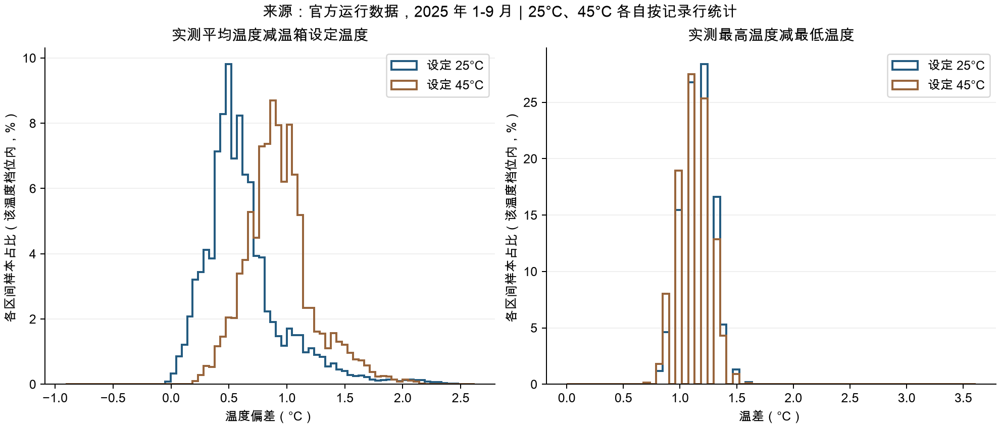 来源：官方运行数据，2025 年 1-9 月 | 25°C、45°C 各自按记录行统计
实测平均温度减温箱设定温度
各区间样本占比（该温度档位内，%）
10
8
6
4
2
0
设定 25°C
设定 45°C
−1.0 −0.5 0.0 0.5 1.0 1.5 2.0 2.5
温度偏差（°C）
实测最高温度减最低温度
各区间样本占比（该温度档位内，%）
25
20
15
10
5
0
设定 25°C
设定 45°C
0.0 0.5 1.0 1.5 2.0 2.5 3.0 3.5
温差（°C）